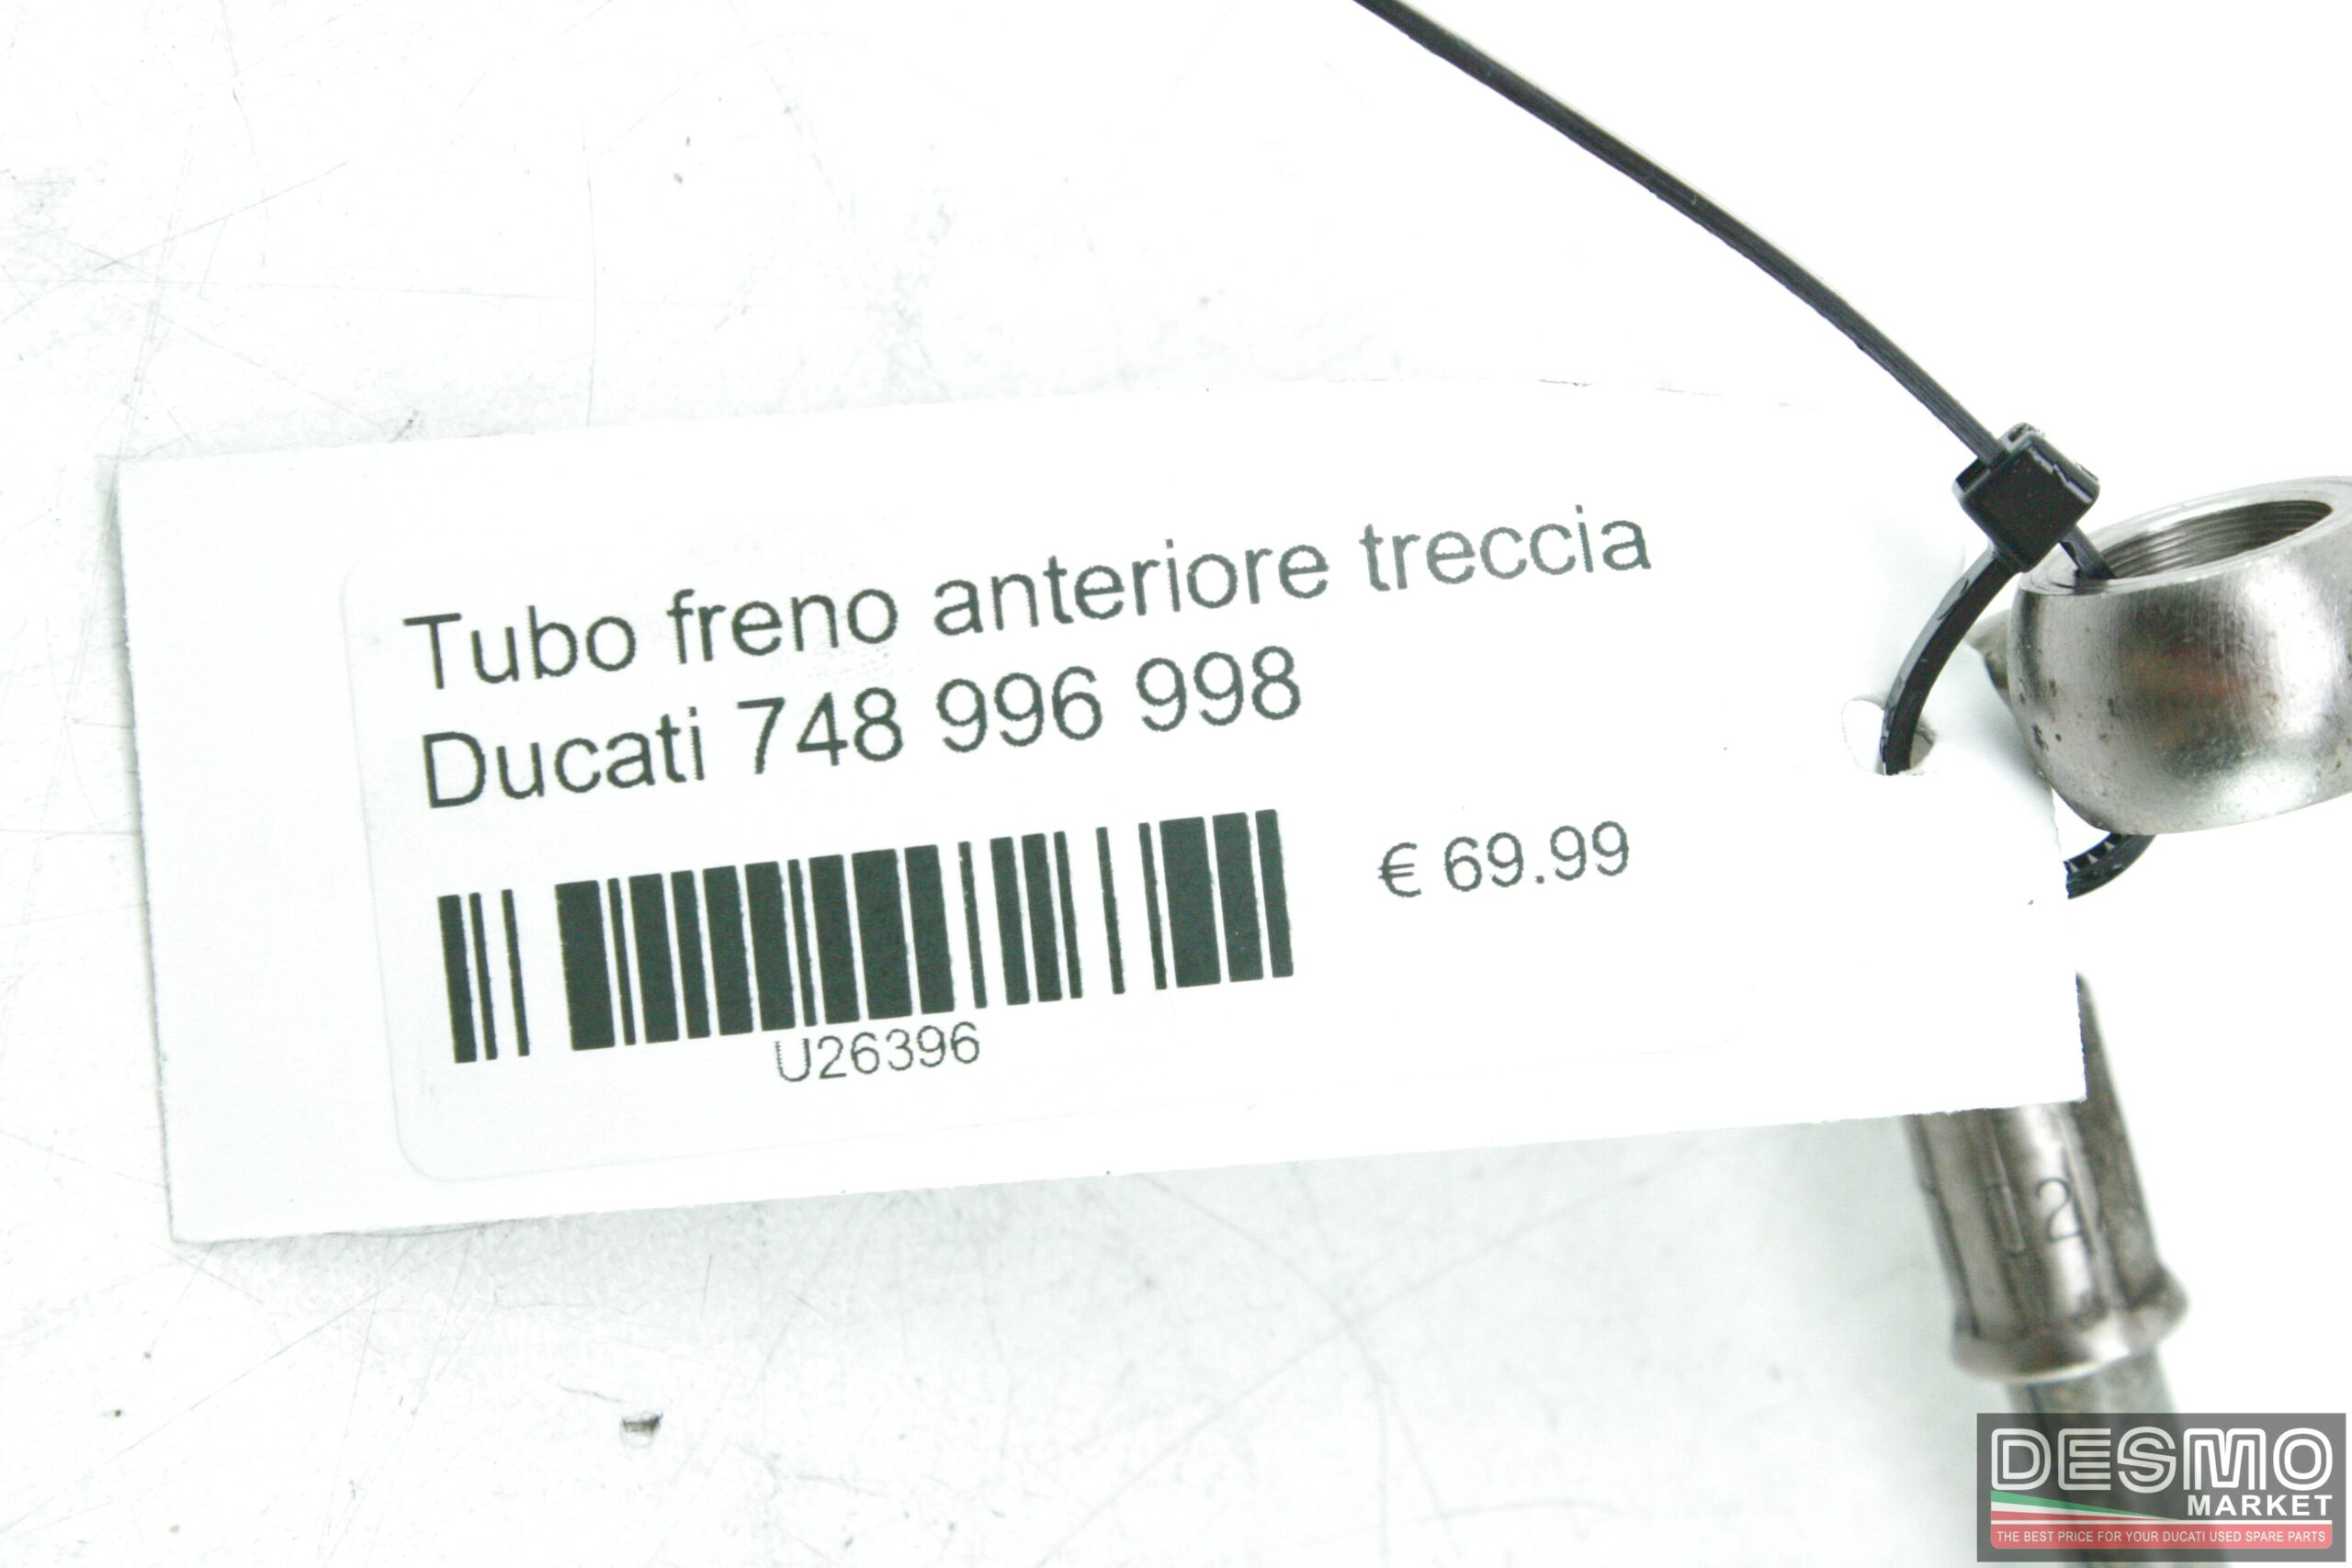 Tubo freno anteriore treccia
Ducati 748 996 998
€ 69.99
U26396
12
DESMO
MARKET
THE BEST PRICE FOR YOUR DUCATI USED SPARE PARTS